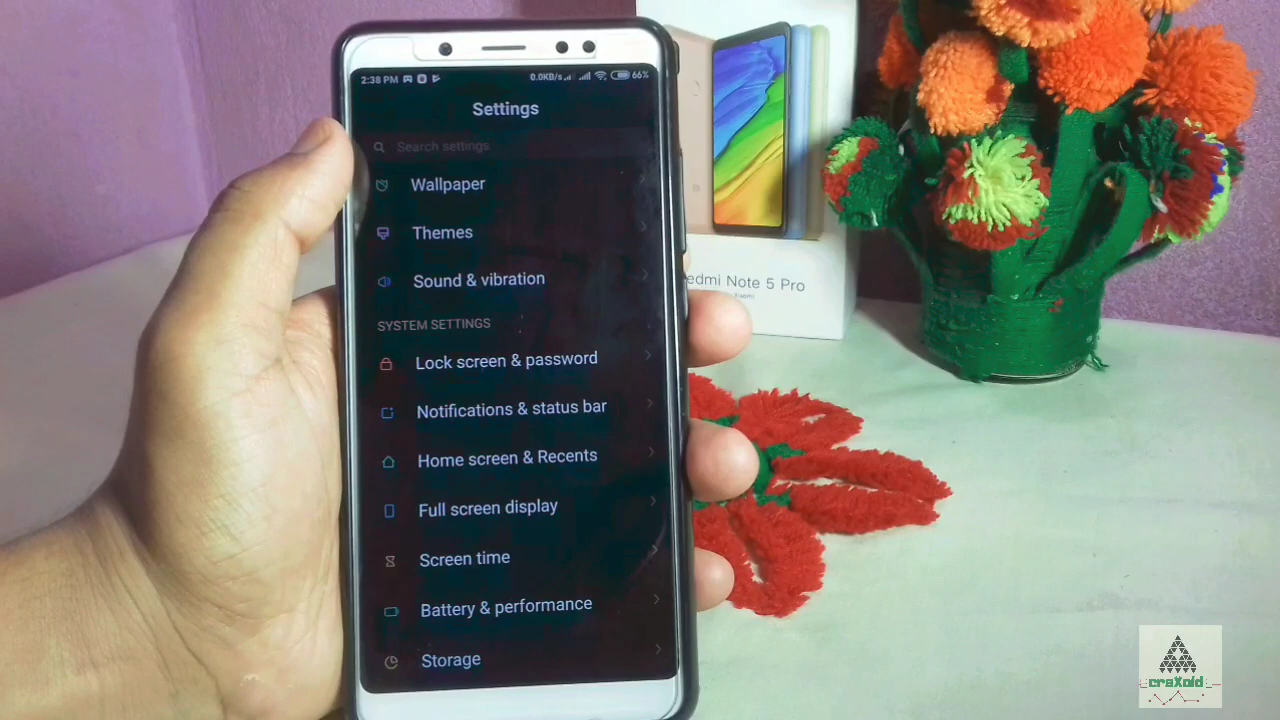 2:38 PM
0.0KB/s
66%
Settings
Search settings
Wallpaper
Themes
Sound & vibration
SYSTEM SETTINGS
Lock screen & password
Notifications & status bar
Home screen & Recents
Full screen display
Screen time
Battery & performance
Storage
edmi Note 5 Pro
Xiaomi
craXoid